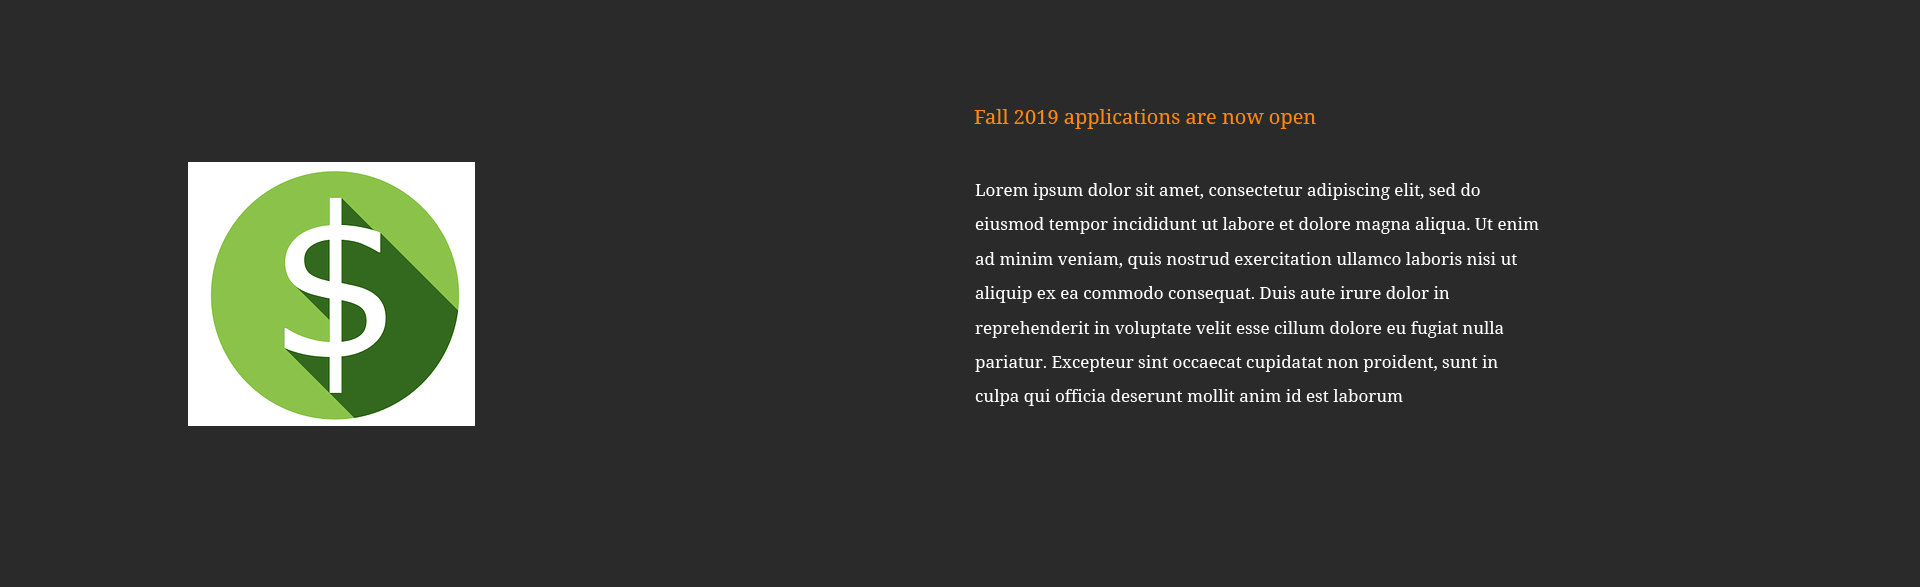 $
Fall 2019 applications are now open
Lorem ipsum dolor sit amet, consectetur adipiscing elit, sed do
eiusmod tempor incididunt ut labore et dolore magna aliqua. Ut enim
ad minim veniam, quis nostrud exercitation ullamco laboris nisi ut
aliquip ex ea commodo consequat. Duis aute irure dolor in
reprehenderit in voluptate velit esse cillum dolore eu fugiat nulla
pariatur. Excepteur sint occaecat cupidatat non proident, sunt in
culpa qui officia deserunt mollit anim id est laborum